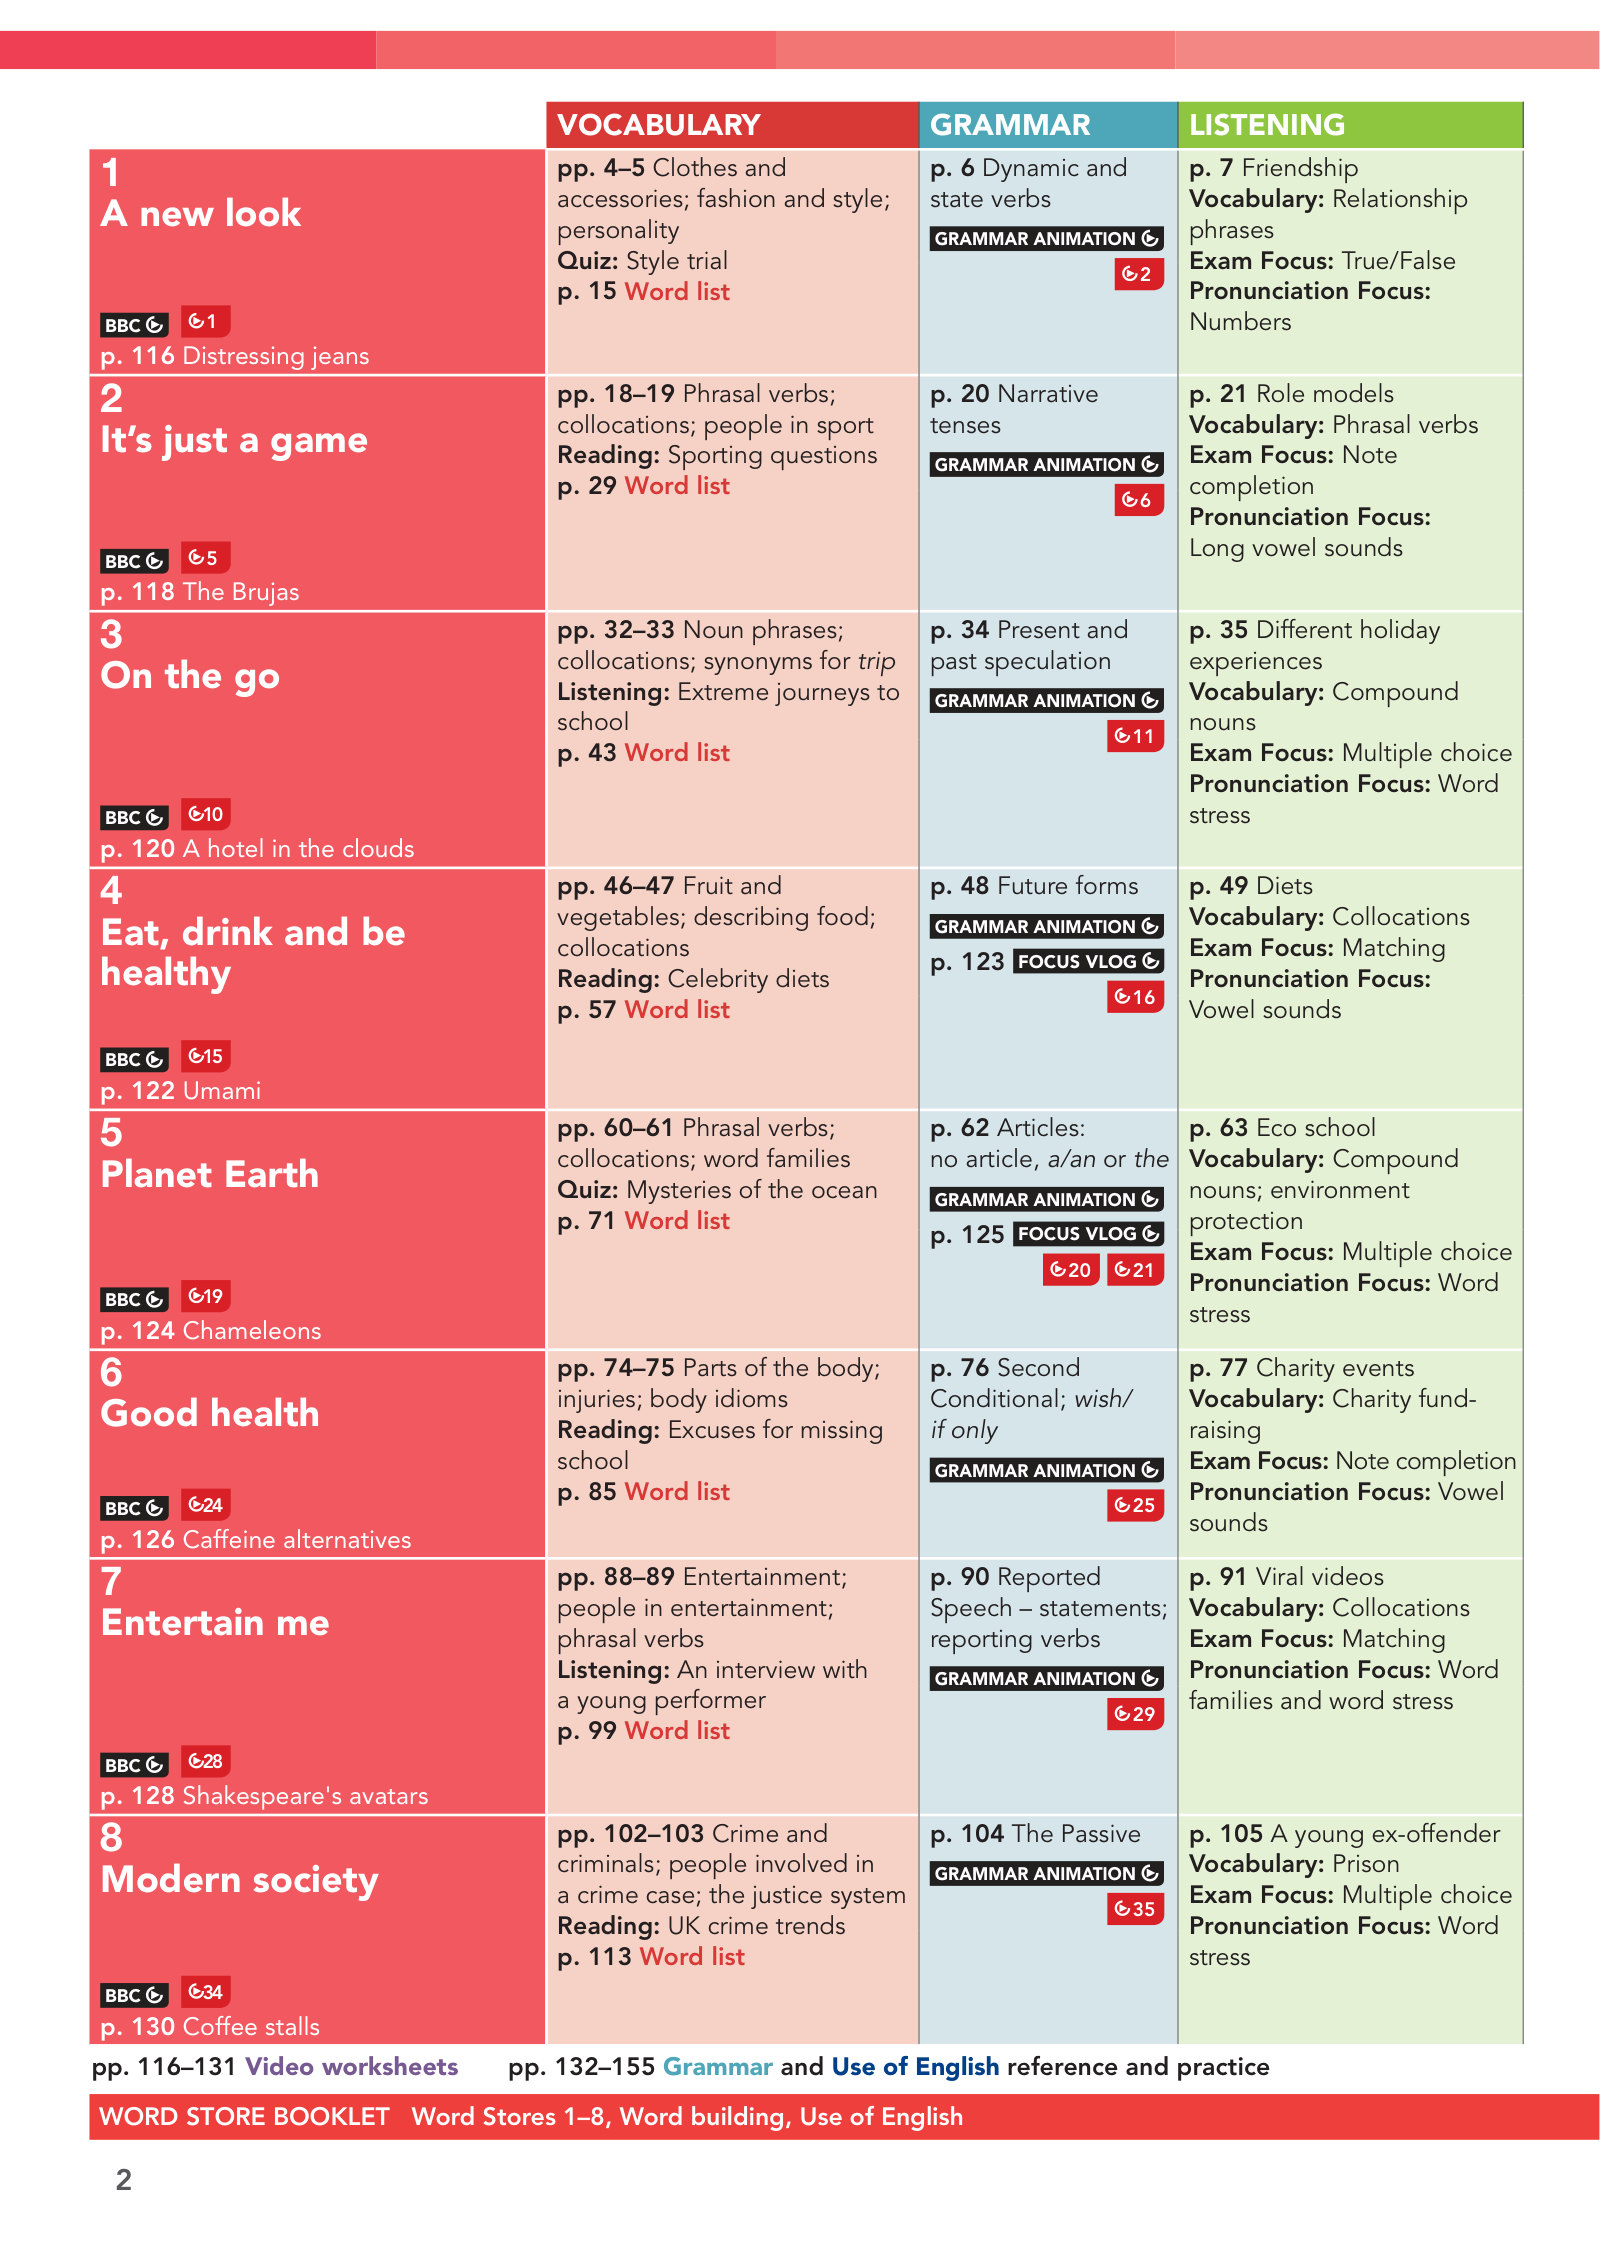 VOCABULARY
GRAMMAR
LISTENING
1
A new look
BBC
1
p. 116 Distressing jeans
pp. 4–5 Clothes and
accessories; fashion and style;
personality
Quiz: Style trial
p. 15 Word list
p. 6 Dynamic and
state verbs
GRAMMAR ANIMATION
2
p. 7 Friendship
Vocabulary: Relationship
phrases
Exam Focus: True/False
Pronunciation Focus:
Numbers
2
It's just a game
BBC
5
p. 118 The Brujas
pp. 18–19 Phrasal verbs;
collocations; people in sport
Reading: Sporting questions
p. 29 Word list
p. 20 Narrative
tenses
GRAMMAR ANIMATION
6
p. 21 Role models
Vocabulary: Phrasal verbs
Exam Focus: Note
completion
Pronunciation Focus:
Long vowel sounds
3
On the go
BBC
10
p. 120 A hotel in the clouds
pp. 32–33 Noun phrases;
collocations; synonyms for trip
Listening: Extreme journeys to
school
p. 43 Word list
p. 34 Present and
past speculation
GRAMMAR ANIMATION
11
p. 35 Different holiday
experiences
Vocabulary: Compound
nouns
Exam Focus: Multiple choice
Pronunciation Focus: Word
stress
4
Eat, drink and be
healthy
BBC
15
p. 122 Umami
pp. 46–47 Fruit and
vegetables; describing food;
collocations
Reading: Celebrity diets
p. 57 Word list
p. 48 Future forms
GRAMMAR ANIMATION
p. 123 FOCUS VLOG
16
p. 49 Diets
Vocabulary: Collocations
Exam Focus: Matching
Pronunciation Focus:
Vowel sounds
5
Planet Earth
BBC
19
p. 124 Chameleons
pp. 60–61 Phrasal verbs;
collocations; word families
Quiz: Mysteries of the ocean
p. 71 Word list
p. 62 Articles:
no article, a/an or the
GRAMMAR ANIMATION
p. 125 FOCUS VLOG
20 21
p. 63 Eco school
Vocabulary: Compound
nouns; environment
protection
Exam Focus: Multiple choice
Pronunciation Focus: Word
stress
6
Good health
BBC
24
p. 126 Caffeine alternatives
pp. 74–75 Parts of the body;
injuries; body idioms
Reading: Excuses for missing
school
p. 85 Word list
p. 76 Second
Conditional; wish/
if only
GRAMMAR ANIMATION
25
p. 77 Charity events
Vocabulary: Charity fund-
raising
Exam Focus: Note completion
Pronunciation Focus: Vowel
sounds
7
Entertain me
BBC
28
p. 128 Shakespeare's avatars
pp. 88–89 Entertainment;
people in entertainment;
phrasal verbs
Listening: An interview with
a young performer
p. 99 Word list
p. 90 Reported
Speech – statements;
reporting verbs
GRAMMAR ANIMATION
29
p. 91 Viral videos
Vocabulary: Collocations
Exam Focus: Matching
Pronunciation Focus: Word
families and word stress
8
Modern society
BBC
34
p. 130 Coffee stalls
pp. 102–103 Crime and
criminals; people involved in
a crime case; the justice system
Reading: UK crime trends
p. 113 Word list
p. 104 The Passive
GRAMMAR ANIMATION
35
p. 105 A young ex-offender
Vocabulary: Prison
Exam Focus: Multiple choice
Pronunciation Focus: Word
stress
pp. 116–131 Video worksheets pp. 132–155 Grammar and Use of English reference and practice
WORD STORE BOOKLET Word Stores 1–8, Word building, Use of English
2